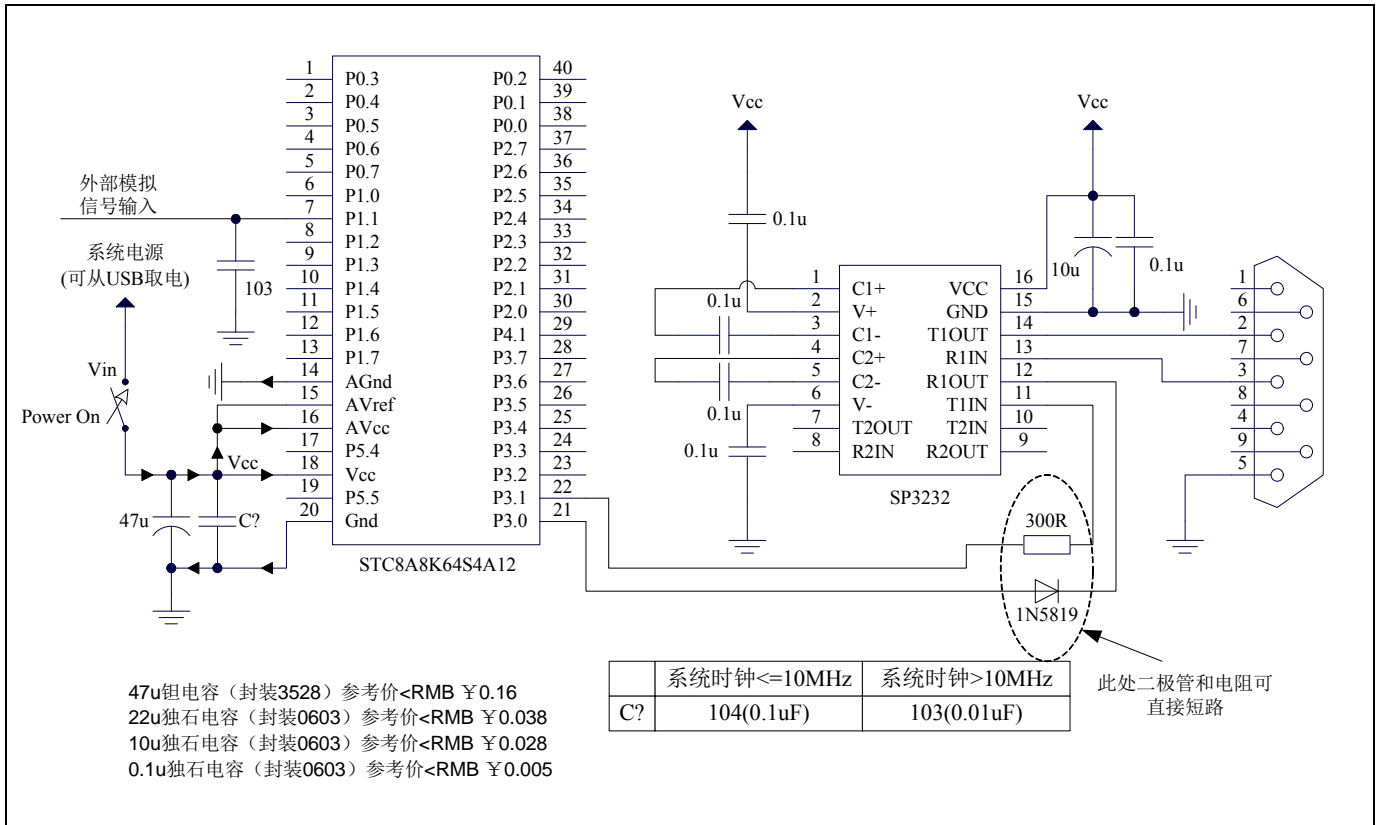 1 P0.3 P0.2 40
2 P0.4 P0.1 39
3 P0.5 P0.0 38
4 P0.6 P2.7 37
5 P0.7 P2.6 36
6 P1.0 P2.5 35
7 P1.1 P2.4 34
8 P1.2 P2.3 33
9 P1.3 P2.2 32
10 P1.4 P2.1 31
11 P1.5 P2.0 30
12 P1.6 P4.1 29
13 P1.7 P3.7 28
14 AGnd P3.6 27
15 AVref P3.5 26
16 AVcc P3.4 25
17 P5.4 P3.3 24
18 Vcc P3.2 23
19 P5.5 P3.1 22
20 Gnd P3.0 21
STC8A8K64S4A12
外部模拟
信号输入
103
系统电源
(可从USB取电)
Vin
Power On
Vcc
47u
C?
Vcc
0.1u
0.1u
0.1u
0.1u
1 C1+ VCC 16
2 V+ GND 15
3 C1- T1OUT 14
4 C2+ R1IN 13
5 C2- R1OUT 12
6 V- T1IN 11
7 T2OUT T2IN 10
8 R2IN R2OUT 9
SP3232
Vcc
10u
0.1u
1
6
2
7
3
8
4
9
5
300R
1N5819
此处二极管和电阻可
直接短路
系统时钟<=10MHz 系统时钟>10MHz
C? 104(0.1uF) 103(0.01uF)
47u钽电容（封装3528）参考价<RMB ￥0.16
22u独石电容（封装0603）参考价<RMB ￥0.038
10u独石电容（封装0603）参考价<RMB ￥0.028
0.1u独石电容（封装0603）参考价<RMB ￥0.005